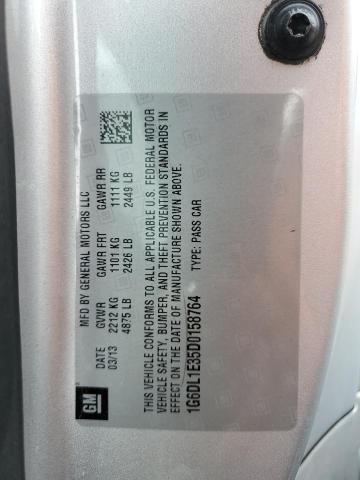 MFD BY GENERAL MOTORS LLC
DATE GVWR GAWR FRT GAWR RR
03/13 2212 KG 1101 KG 1111 KG
4875 LB 2426 LB 2449 LB
THIS VEHICLE CONFORMS TO ALL APPLICABLE U.S. FEDERAL MOTOR
VEHICLE SAFETY, BUMPER, AND THEFT PREVENTION STANDARDS IN
EFFECT ON THE DATE OF MANUFACTURE SHOWN ABOVE.
1G6DL1E35D0158764 TYPE: PASS CAR
GM